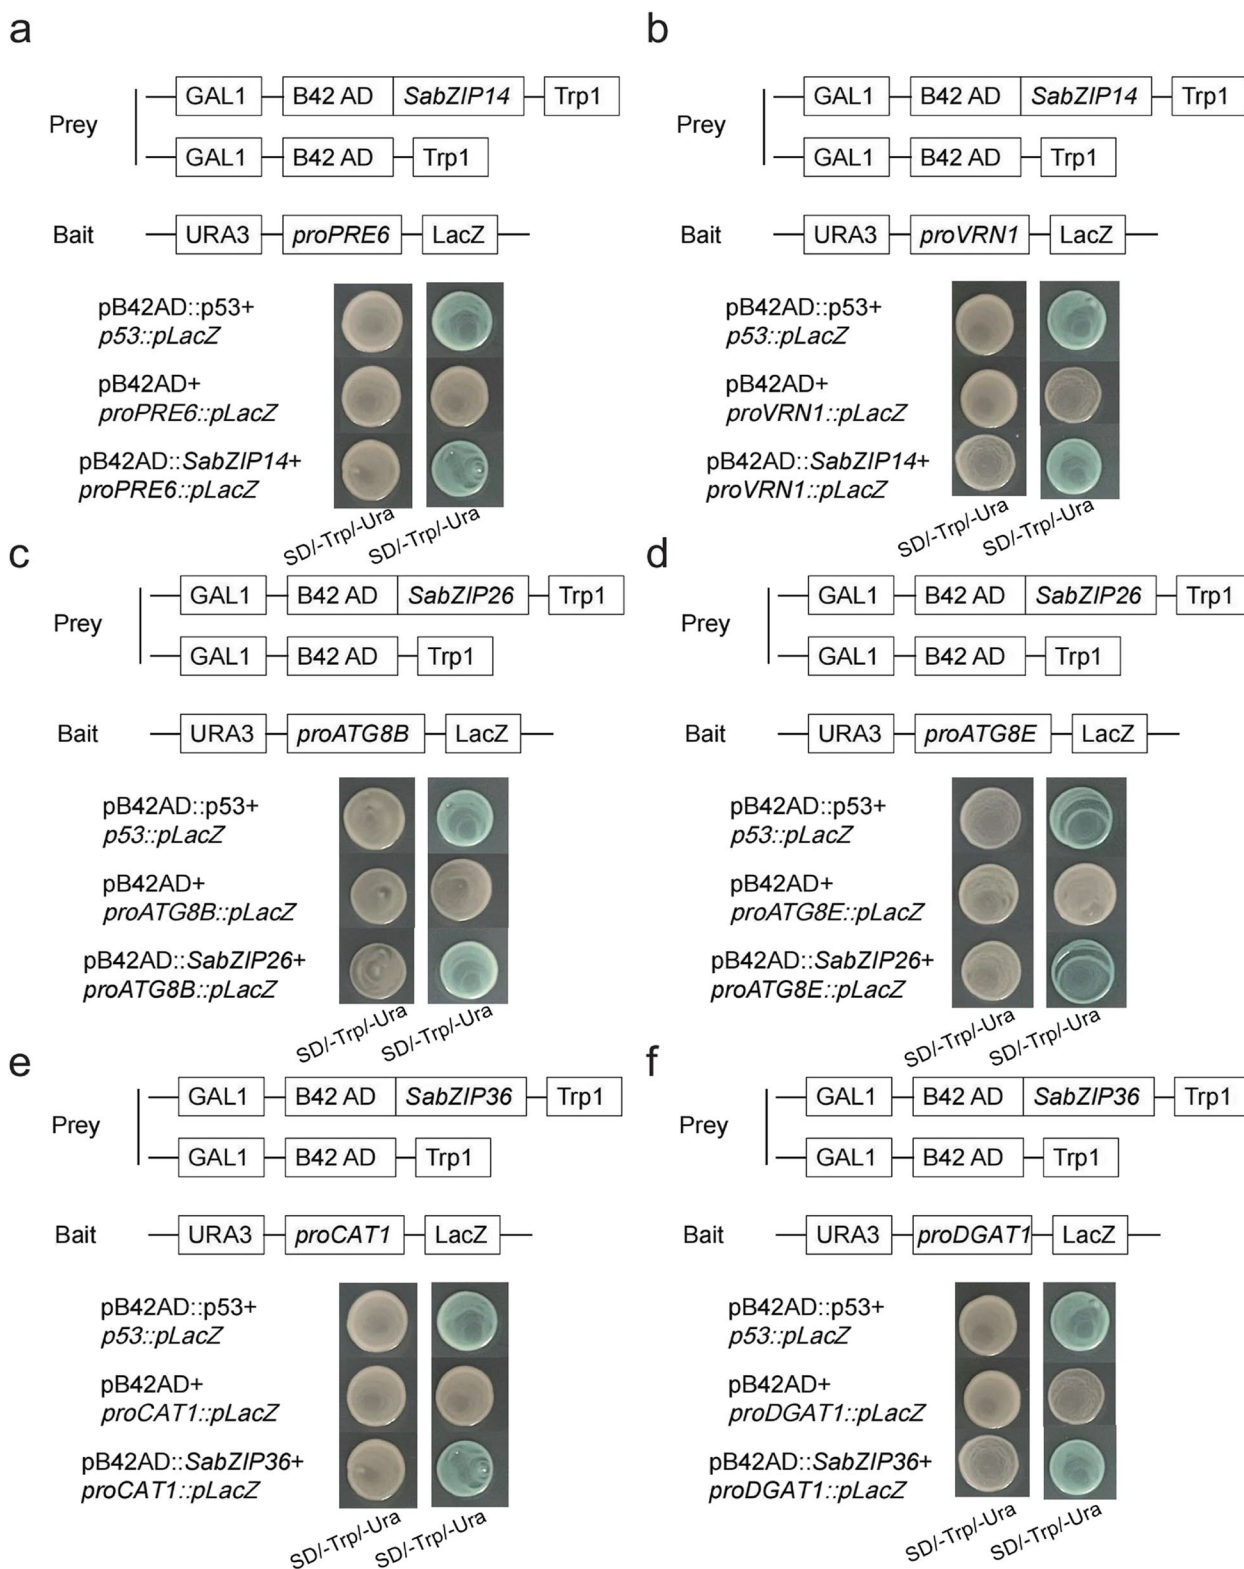 a
GAL1 B42 AD SabZIP14 Trp1
Prey
GAL1 B42 AD Trp1
Bait URA3 proPRE6 LacZ
pB42AD::p53+
p53::pLacZ
pB42AD+
proPRE6::pLacZ
pB42AD::SabZIP14+
proPRE6::pLacZ
SD/-Trp/-Ura SD/-Trp/-Ura
b
GAL1 B42 AD SabZIP14 Trp1
Prey
GAL1 B42 AD Trp1
Bait URA3 proVRN1 LacZ
pB42AD::p53+
p53::pLacZ
pB42AD+
proVRN1::pLacZ
pB42AD::SabZIP14+
proVRN1::pLacZ
SD/-Trp/-Ura SD/-Trp/-Ura
c
GAL1 B42 AD SabZIP26 Trp1
Prey
GAL1 B42 AD Trp1
Bait URA3 proATG8B LacZ
pB42AD::p53+
p53::pLacZ
pB42AD+
proATG8B::pLacZ
pB42AD::SabZIP26+
proATG8B::pLacZ
SD/-Trp/-Ura SD/-Trp/-Ura
d
GAL1 B42 AD SabZIP26 Trp1
Prey
GAL1 B42 AD Trp1
Bait URA3 proATG8E LacZ
pB42AD::p53+
p53::pLacZ
pB42AD+
proATG8E::pLacZ
pB42AD::SabZIP26+
proATG8E::pLacZ
SD/-Trp/-Ura SD/-Trp/-Ura
e
GAL1 B42 AD SabZIP36 Trp1
Prey
GAL1 B42 AD Trp1
Bait URA3 proCAT1 LacZ
pB42AD::p53+
p53::pLacZ
pB42AD+
proCAT1::pLacZ
pB42AD::SabZIP36+
proCAT1::pLacZ
SD/-Trp/-Ura SD/-Trp/-Ura
f
GAL1 B42 AD SabZIP36 Trp1
Prey
GAL1 B42 AD Trp1
Bait URA3 proDGAT1 LacZ
pB42AD::p53+
p53::pLacZ
pB42AD+
proDGAT1::pLacZ
pB42AD::SabZIP36+
proDGAT1::pLacZ
SD/-Trp/-Ura SD/-Trp/-Ura